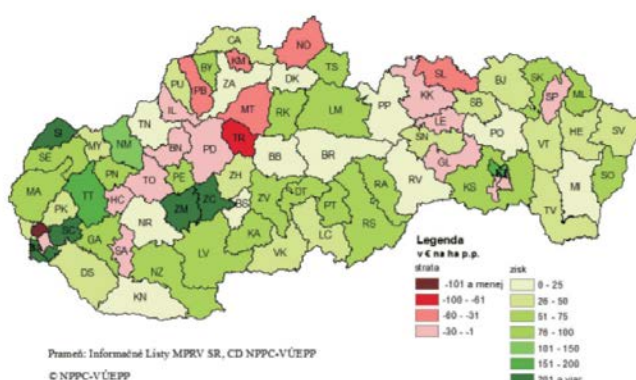 CA
NO
KM
BY
PU
PB
ZA
DK
TS
IL
MT
RK
LM
PP
KK
SL
BJ
SK
SP
ML
SB
LE
SI
TN
BN
PD
TR
SN
PO
VT
HE
SV
SE
MY
NM
BB
BR
GL
PN
TO
PE
ZH
RV
KS
MI
SO
MA
TT
HC
ZM
ZC
BS
ZV
DT
PT
RA
PK
NR
SC
TV
GA
SA
KA
LC
RS
LV
VK
DS
NZ
KN
Legenda
v € na ha p.p.
strata
zisk
-101 a menej
0 - 25
-100 - -61
26 - 50
-60 - -31
51 - 75
-30 - -1
76 - 100
101 - 150
151 - 200
201 a viac
Prameň: Informačné Listy MPRV SR, CD NPPC-VÚEPP
© NPPC-VÚEPP